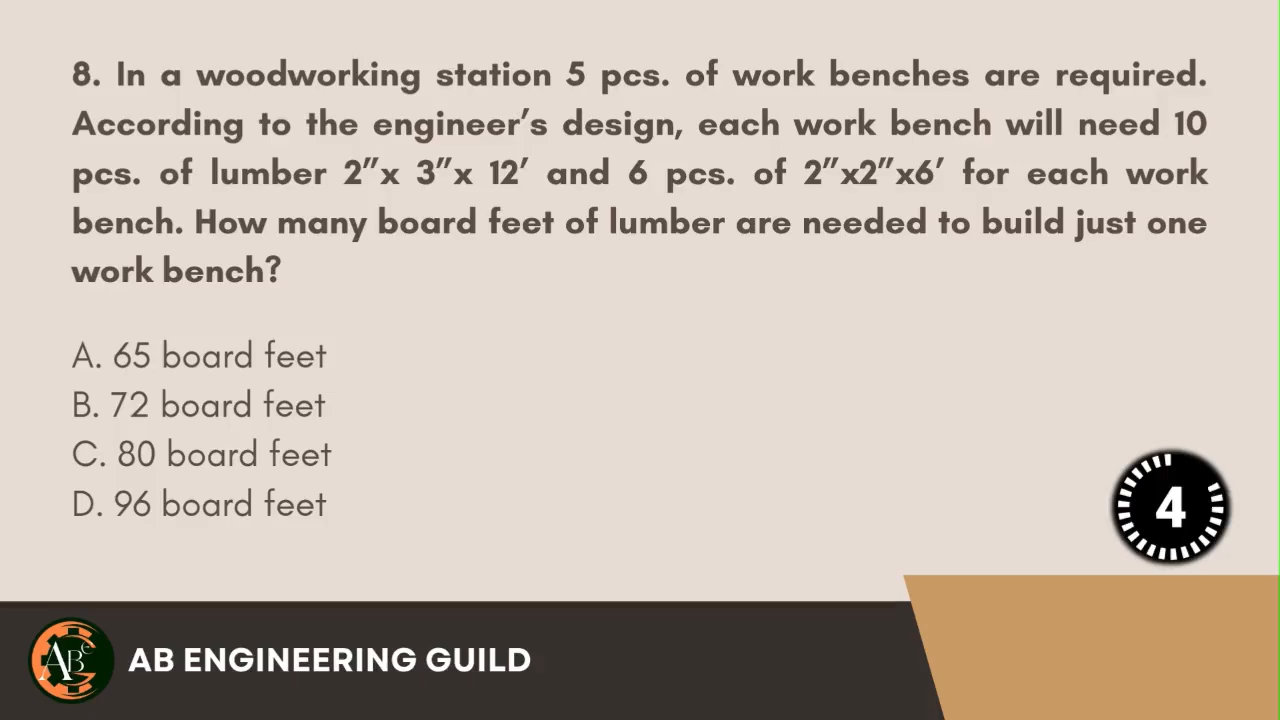 8. In a woodworking station 5 pcs. of work benches are required.
According to the engineer’s design, each work bench will need 10
pcs. of lumber 2”x 3”x 12’ and 6 pcs. of 2”x2”x6’ for each work
bench. How many board feet of lumber are needed to build just one
work bench?
A. 65 board feet
B. 72 board feet
C. 80 board feet
D. 96 board feet
4
ABe
AB ENGINEERING GUILD